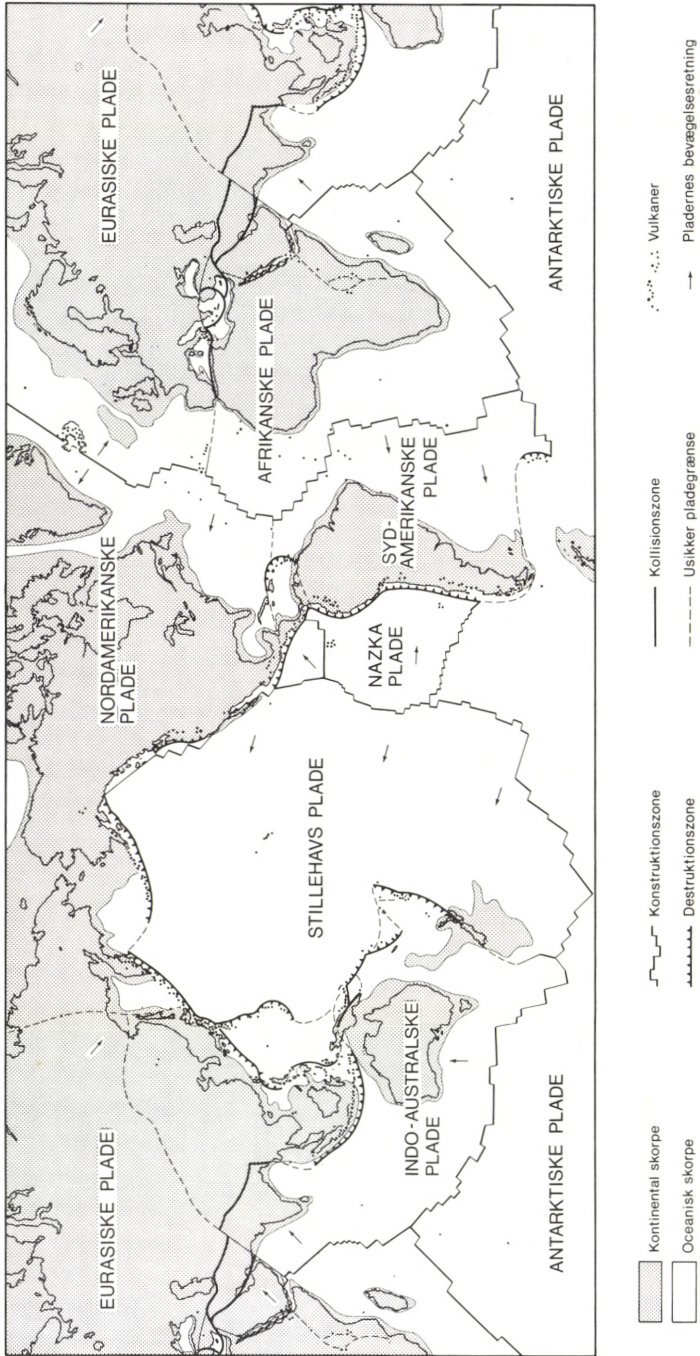 EURASISKE PLADE
NORDAMERIKANSKE
PLADE
EURASISKE PLADE
STILLEHAVS PLADE
NAZKA
PLADE
SYD-
AMERIKANSKE
PLADE
AFRIKANSKE PLADE
INDO-AUSTRALSKE
PLADE
ANTARKTISKE PLADE
ANTARKTISKE PLADE
Kontinental skorpe
Oceanisk skorpe
Konstruktionszone
Destruktionszone
Kollisionszone
Usikker pladegrænse
Vulkaner
Pladernes bevægelsesretning